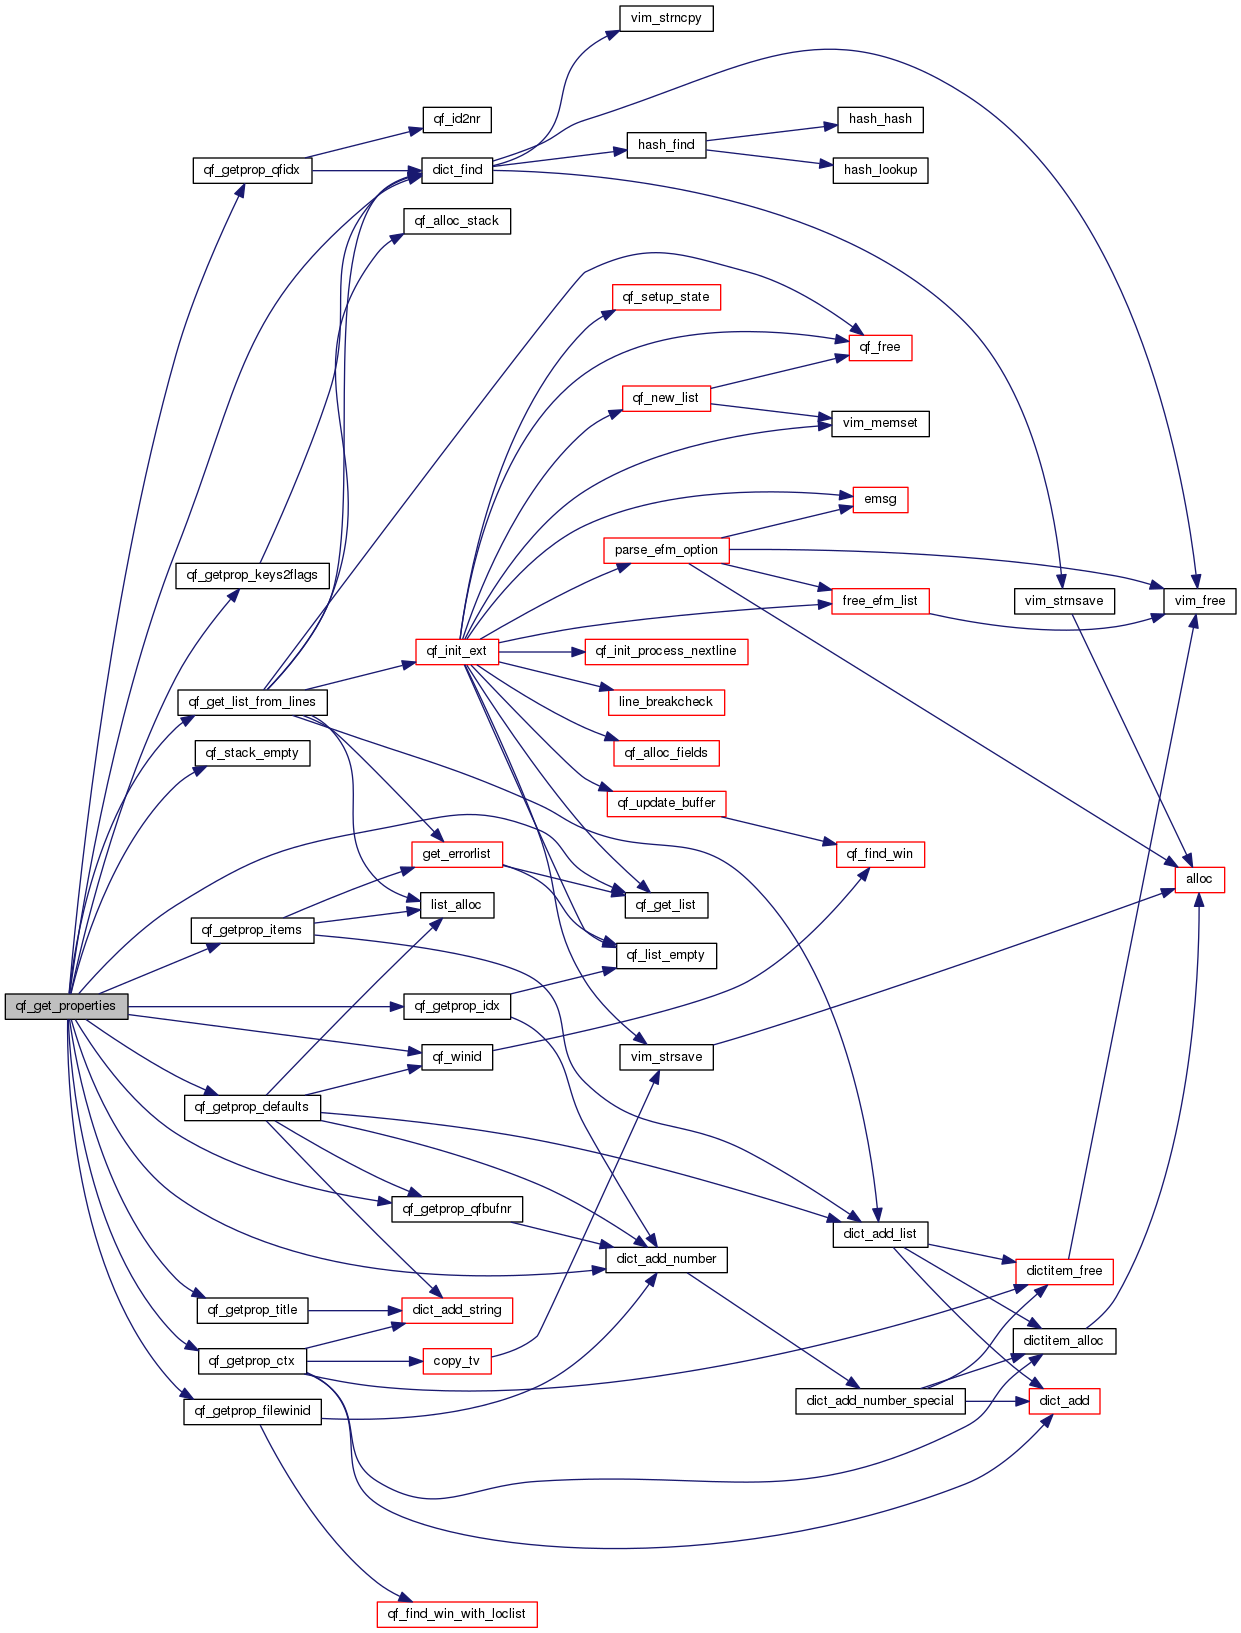 vim_strncpy
qf_id2nr
hash_hash
hash_find
qf_getprop_qfidx
dict_find
hash_lookup
qf_alloc_stack
qf_setup_state
qf_free
qf_new_list
vim_memset
emsg
parse_efm_option
qf_getprop_keys2flags
free_efm_list
vim_strnsave
vim_free
qf_init_ext
qf_init_process_nextline
qf_get_list_from_lines
line_breakcheck
qf_stack_empty
qf_alloc_fields
qf_update_buffer
get_errorlist
qf_find_win
alloc
list_alloc
qf_get_list
qf_getprop_items
qf_list_empty
qf_get_properties
qf_getprop_idx
qf_winid
vim_strsave
qf_getprop_defaults
qf_getprop_qfbufnr
dict_add_list
dict_add_number
dictitem_free
qf_getprop_title
dict_add_string
dictitem_alloc
qf_getprop_ctx
copy_tv
dict_add_number_special
dict_add
qf_getprop_filewinid
qf_find_win_with_loclist